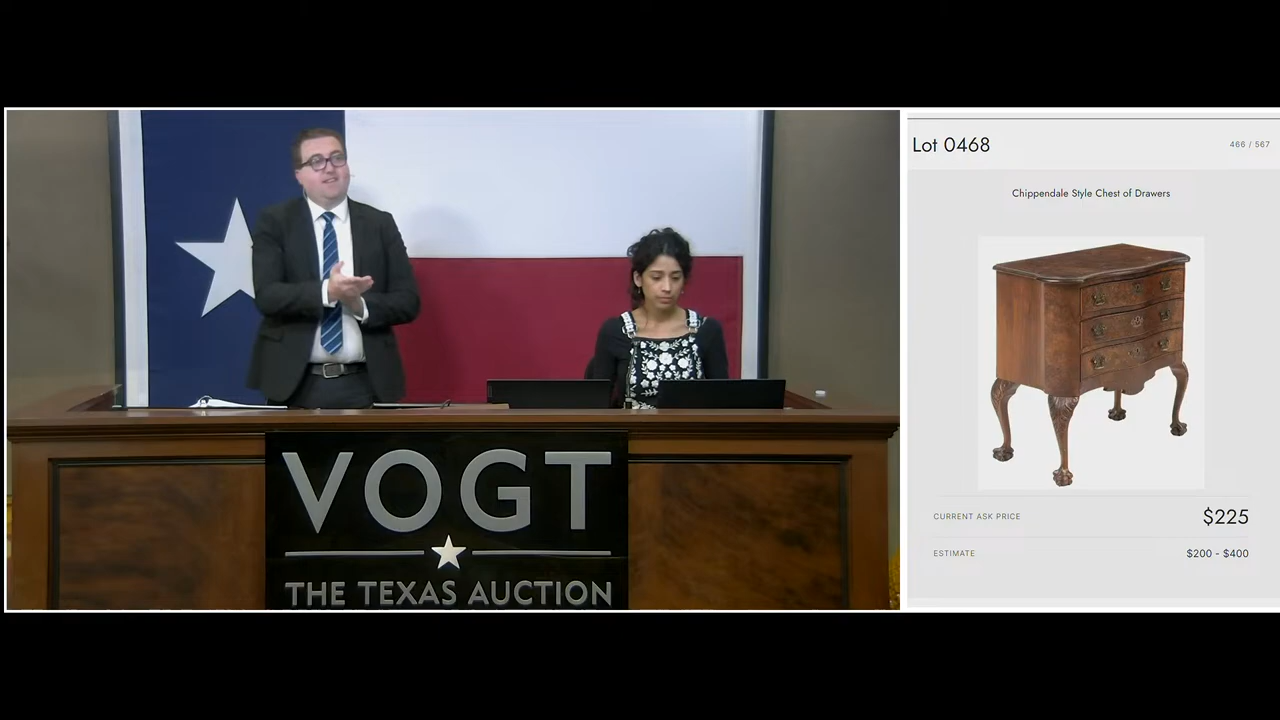 VOGT
THE TEXAS AUCTION
Lot 0468
466 / 567
Chippendale Style Chest of Drawers
CURRENT ASK PRICE
$225
ESTIMATE
$200 - $400